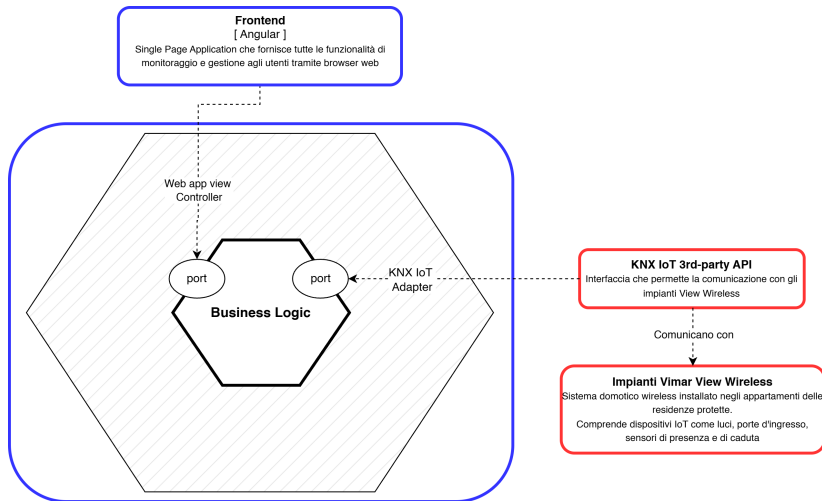 Frontend
[ Angular ]
Single Page Application che fornisce tutte le funzionalità di
monitoraggio e gestione agli utenti tramite browser web
Web app view
Controller
port
port
KNX IoT
Adapter
Business Logic
KNX IoT 3rd-party API
Interfaccia che permette la comunicazione con gli
impianti View Wireless
Comunicano con
Impianti Vimar View Wireless
Sistema domotico wireless installato negli appartamenti delle
residenze protette.
Comprende dispositivi IoT come luci, porte d'ingresso,
sensori di presenza e di caduta